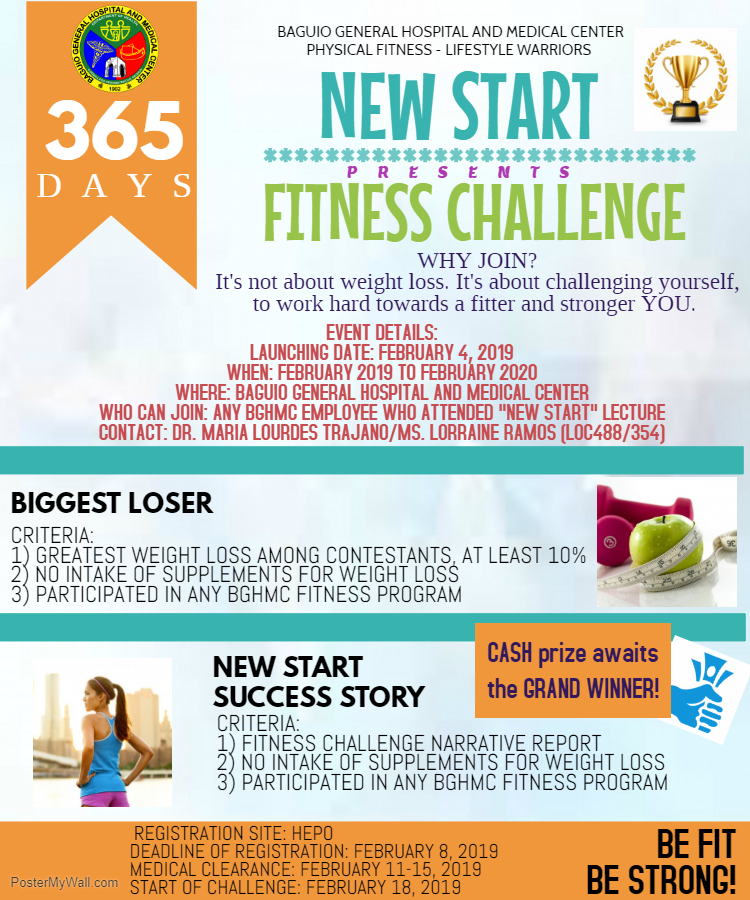 BAGUIO GENERAL HOSPITAL AND MEDICAL CENTER
DEPARTMENT OF HEALTH
1902
365
DAYS
BAGUIO GENERAL HOSPITAL AND MEDICAL CENTER
PHYSICAL FITNESS - LIFESTYLE WARRIORS
NEW START
PRESENTS
FITNESS CHALLENGE
WHY JOIN?
It's not about weight loss. It's about challenging yourself,
to work hard towards a fitter and stronger YOU.
EVENT DETAILS:
LAUNCHING DATE: FEBRUARY 4, 2019
WHEN: FEBRUARY 2019 TO FEBRUARY 2020
WHERE: BAGUIO GENERAL HOSPITAL AND MEDICAL CENTER
WHO CAN JOIN: ANY BGHMC EMPLOYEE WHO ATTENDED "NEW START" LECTURE
CONTACT: DR. MARIA LOURDES TRAJANO/MS. LORRAINE RAMOS (LOC488/354)
BIGGEST LOSER
CRITERIA:
1) GREATEST WEIGHT LOSS AMONG CONTESTANTS, AT LEAST 10%
2) NO INTAKE OF SUPPLEMENTS FOR WEIGHT LOSS
3) PARTICIPATED IN ANY BGHMC FITNESS PROGRAM
CASH prize awaits
the GRAND WINNER!
NEW START
SUCCESS STORY
CRITERIA:
1) FITNESS CHALLENGE NARRATIVE REPORT
2) NO INTAKE OF SUPPLEMENTS FOR WEIGHT LOSS
3) PARTICIPATED IN ANY BGHMC FITNESS PROGRAM
REGISTRATION SITE: HEPO
DEADLINE OF REGISTRATION: FEBRUARY 8, 2019
MEDICAL CLEARANCE: FEBRUARY 11-15, 2019
START OF CHALLENGE: FEBRUARY 18, 2019
BE FIT
BE STRONG!
PosterMyWall.com